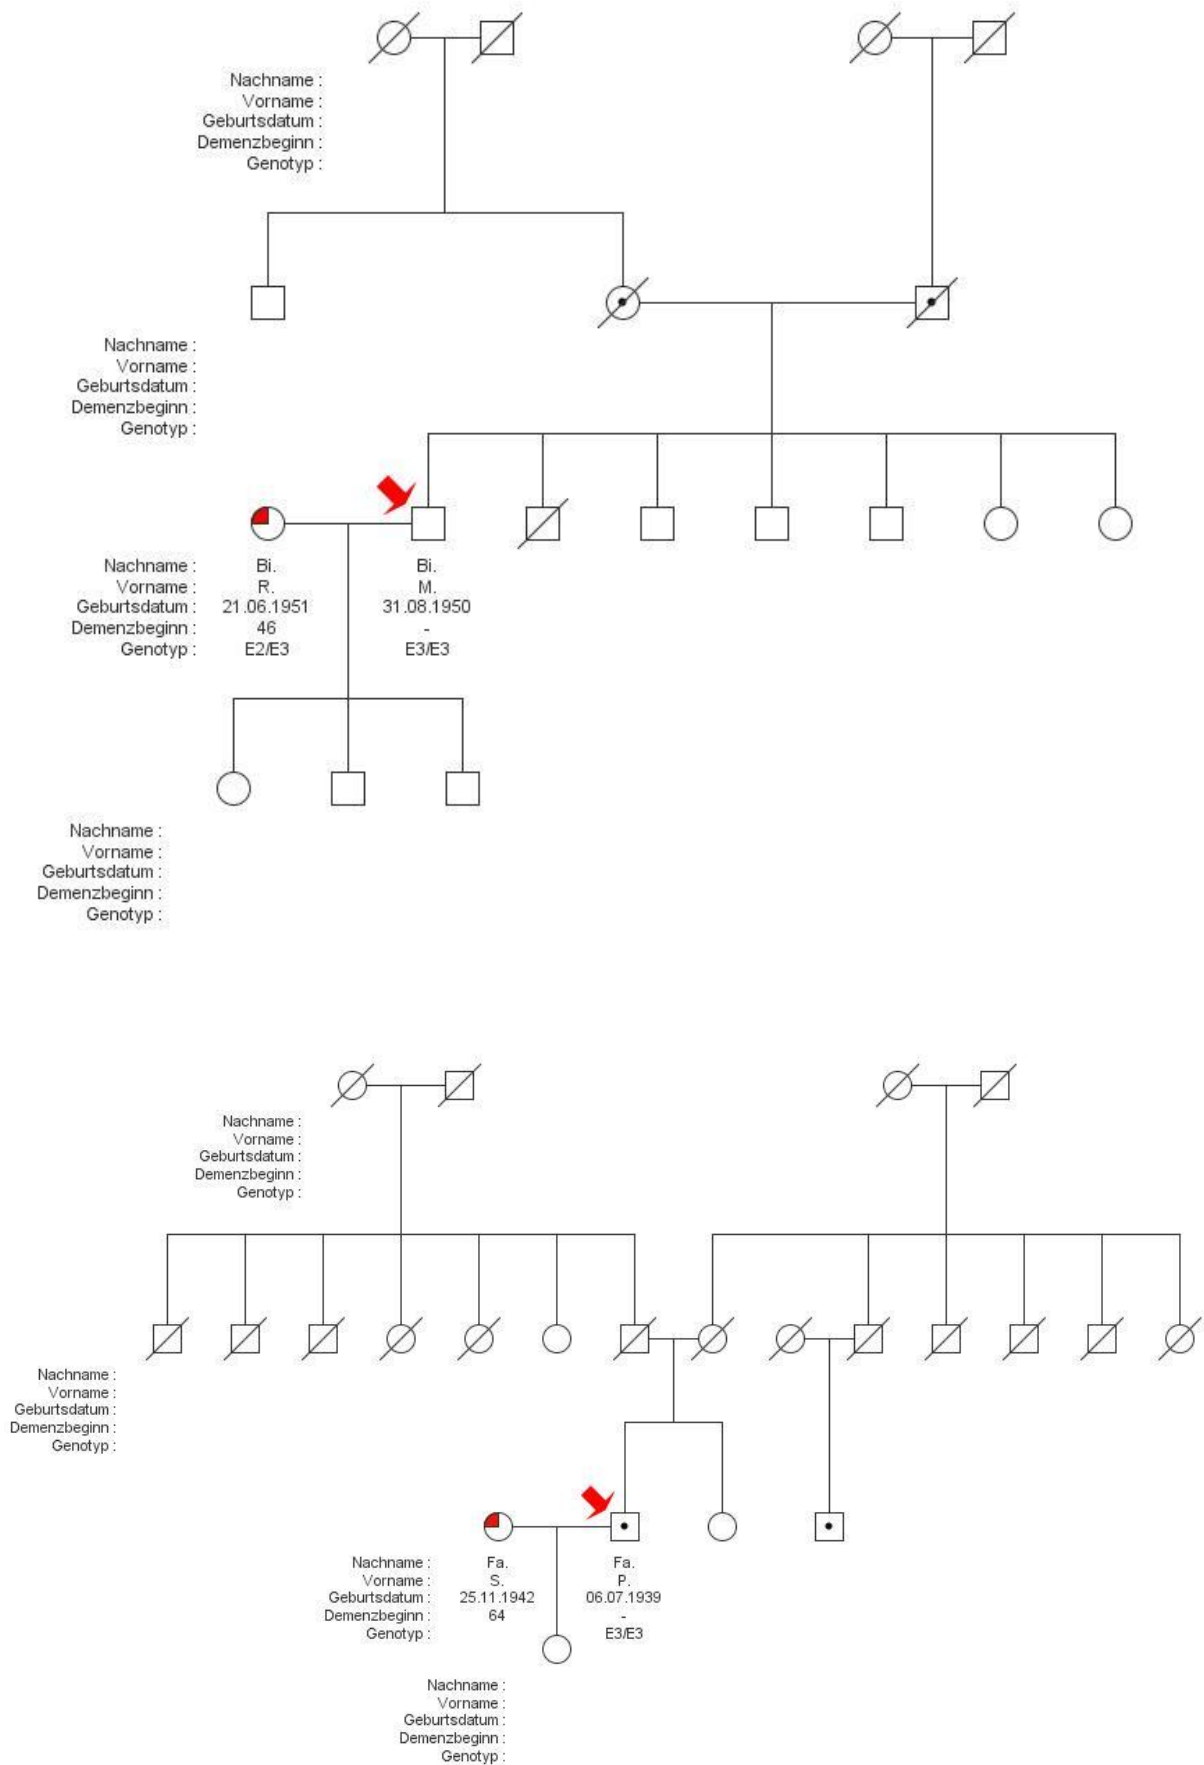 Nachname :
Vorname :
Geburtsdatum :
Demenzbeginn :
Genotyp :
Nachname :
Vorname :
Geburtsdatum :
Demenzbeginn :
Genotyp :
Nachname : Bi. Bi.
Vorname : R. M.
Geburtsdatum : 21.06.1951 31.08.1950
Demenzbeginn : 46 -
Genotyp : E2/E3 E3/E3
Nachname :
Vorname :
Geburtsdatum :
Demenzbeginn :
Genotyp :
Nachname :
Vorname :
Geburtsdatum :
Demenzbeginn :
Genotyp :
Nachname :
Vorname :
Geburtsdatum :
Demenzbeginn :
Genotyp :
Nachname : Fa. Fa.
Vorname : S. P.
Geburtsdatum : 25.11.1942 06.07.1939
Demenzbeginn : 64 -
Genotyp : E3/E3
Nachname :
Vorname :
Geburtsdatum :
Demenzbeginn :
Genotyp :